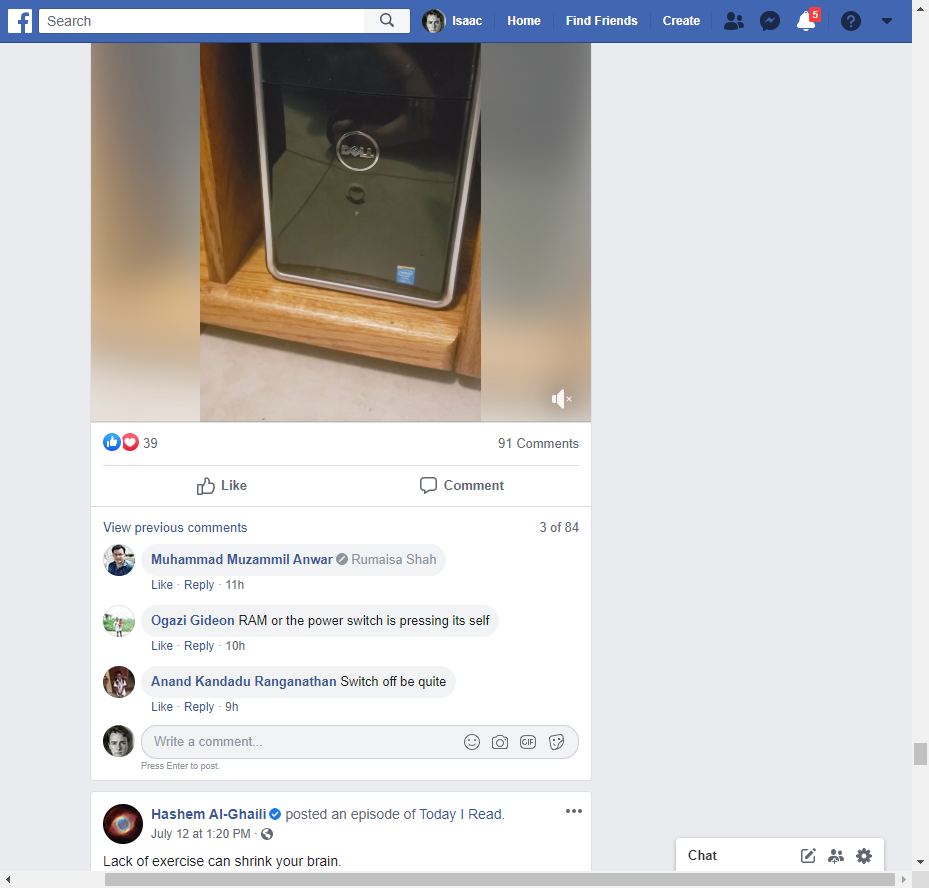 Search
Isaac
Home
Find Friends
Create
5
DELL
39
91 Comments
Like
Comment
View previous comments
3 of 84
Muhammad Muzammil Anwar Rumaisa Shah
Like · Reply · 11h
Ogazi Gideon RAM or the power switch is pressing its self
Like · Reply · 10h
Anand Kandadu Ranganathan Switch off be quite
Like · Reply · 9h
Write a comment...
GIF
Press Enter to post.
Hashem Al-Ghaili posted an episode of Today I Read.
July 12 at 1:20 PM ·
Lack of exercise can shrink your brain.
Chat